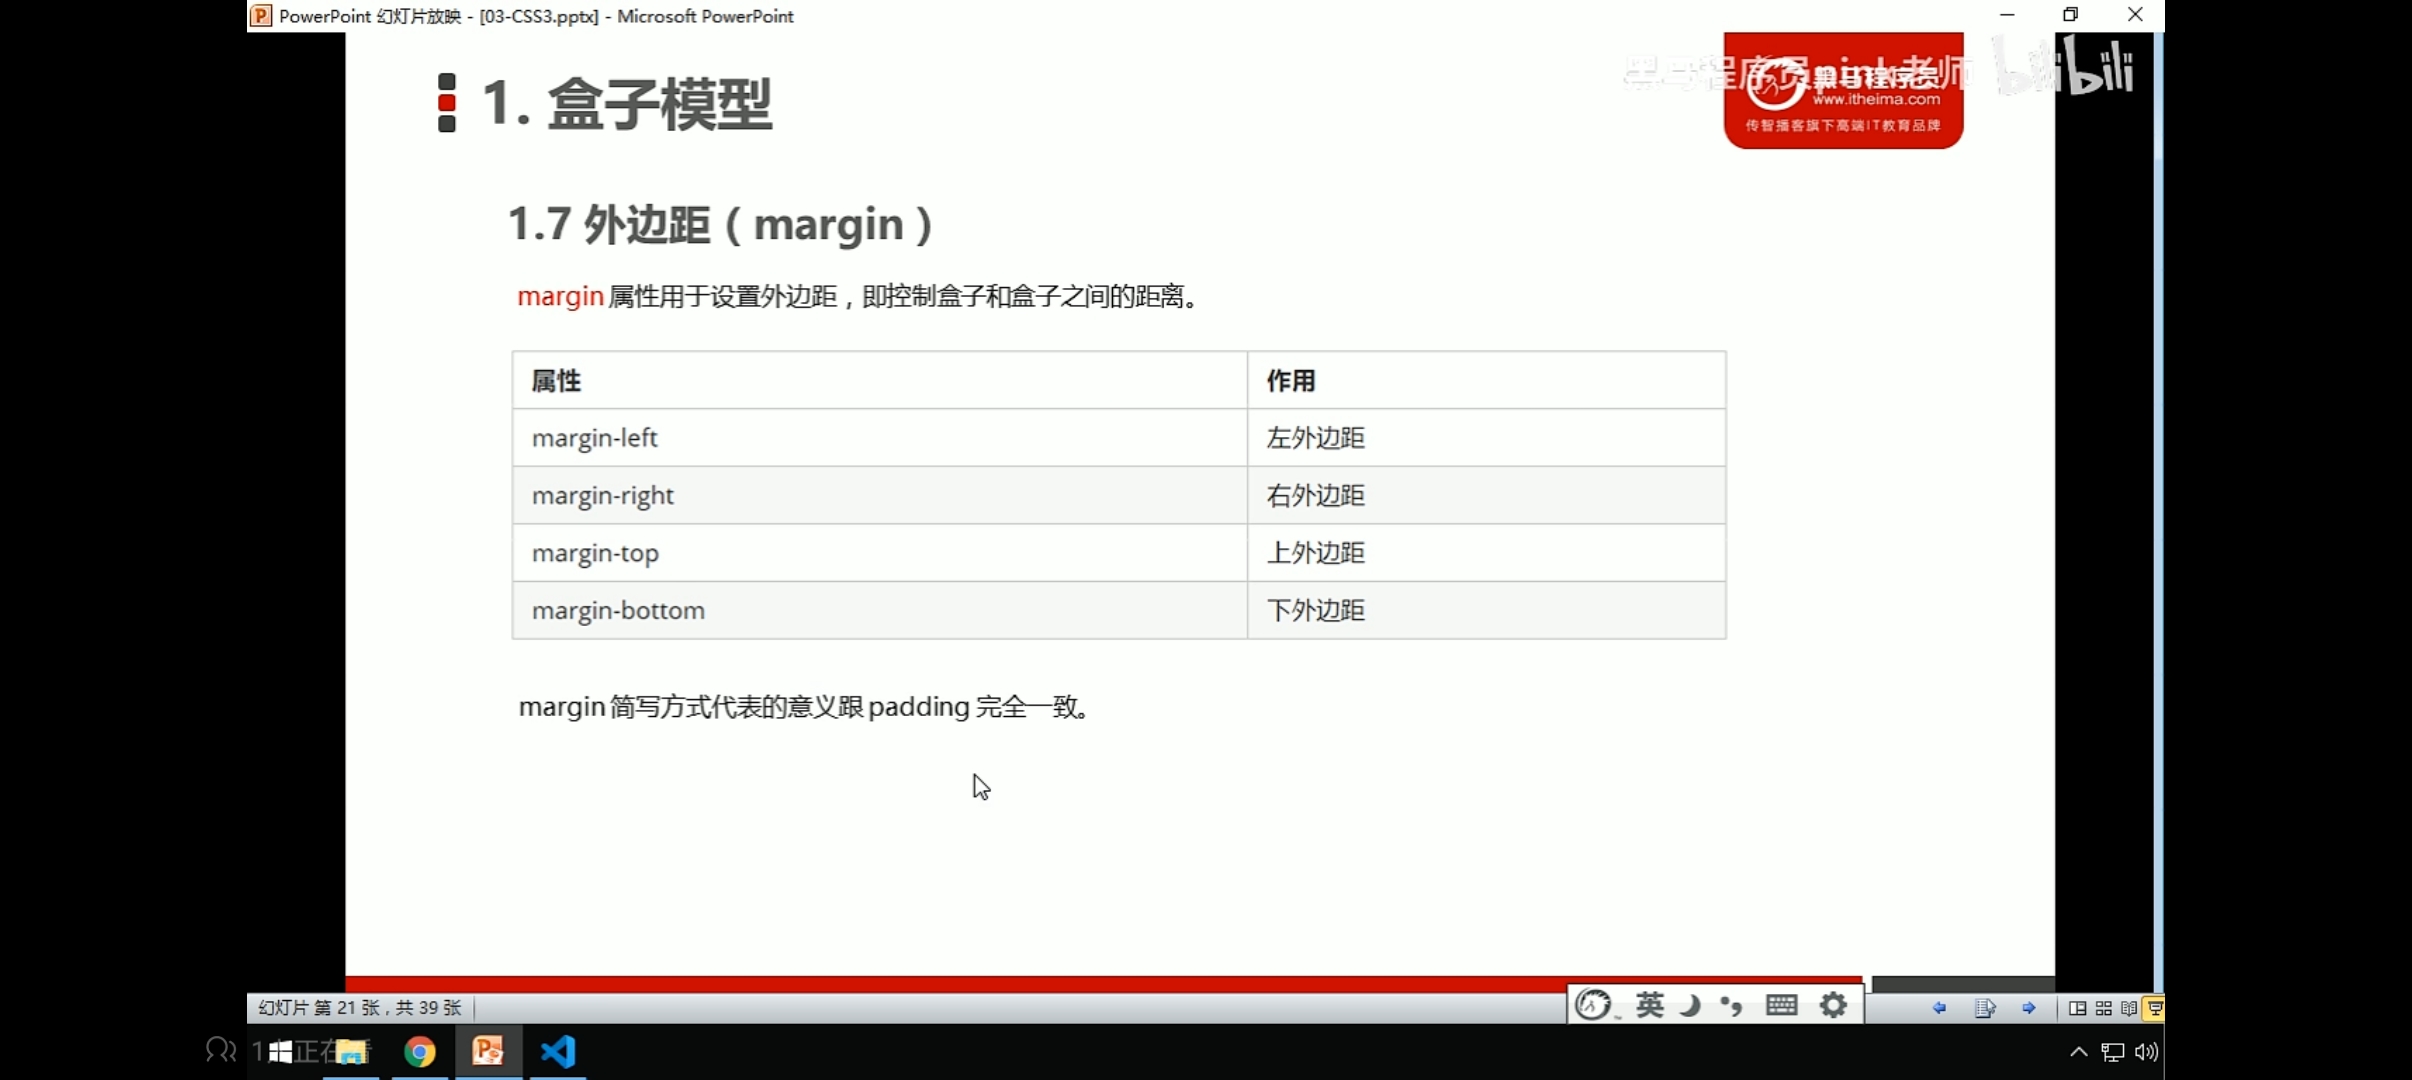 PowerPoint 幻灯片放映 - [03-CSS3.pptx] - Microsoft PowerPoint
1. 盒子模型
黑马程序员pink老师
bilibili
www.itheima.com
传智播客旗下高端IT教育品牌
1.7 外边距（margin）
margin 属性用于设置外边距，即控制盒子和盒子之间的距离。
属性 作用
margin-left 左外边距
margin-right 右外边距
margin-top 上外边距
margin-bottom 下外边距
margin 简写方式代表的意义跟 padding 完全一致。
幻灯片 第 21 张，共 39 张
英
1 正在看